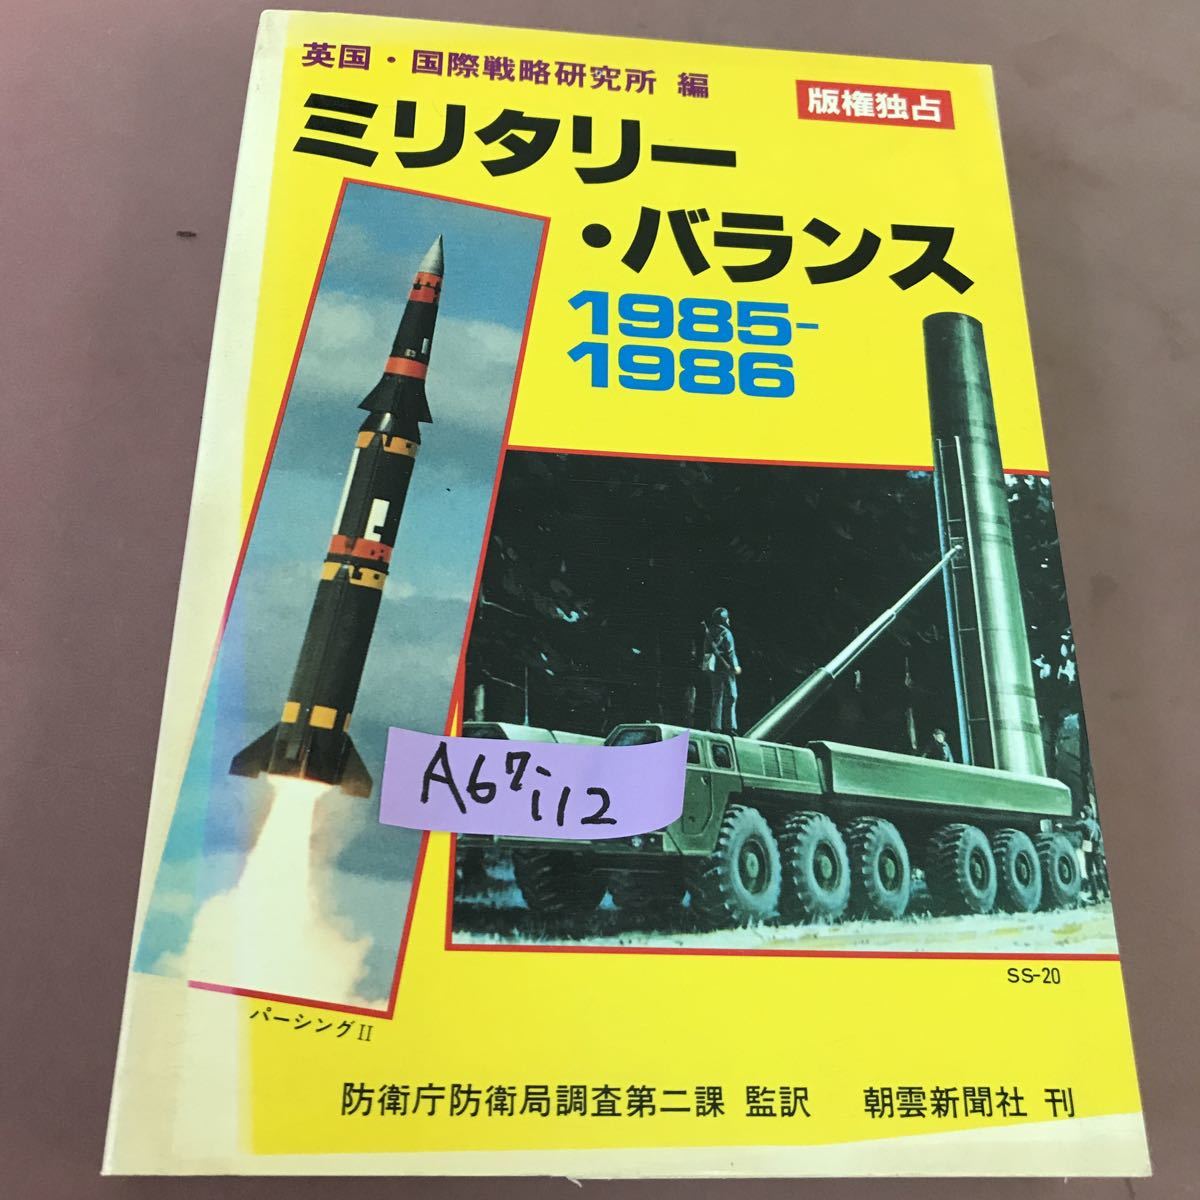 英国・国際戦略研究所 編
版権独占
ミリタリー
・バランス
1985-
1986
A67i12
SS-20
パーシングII
防衛庁防衛局調査第二課 監訳 朝雲新聞社 刊